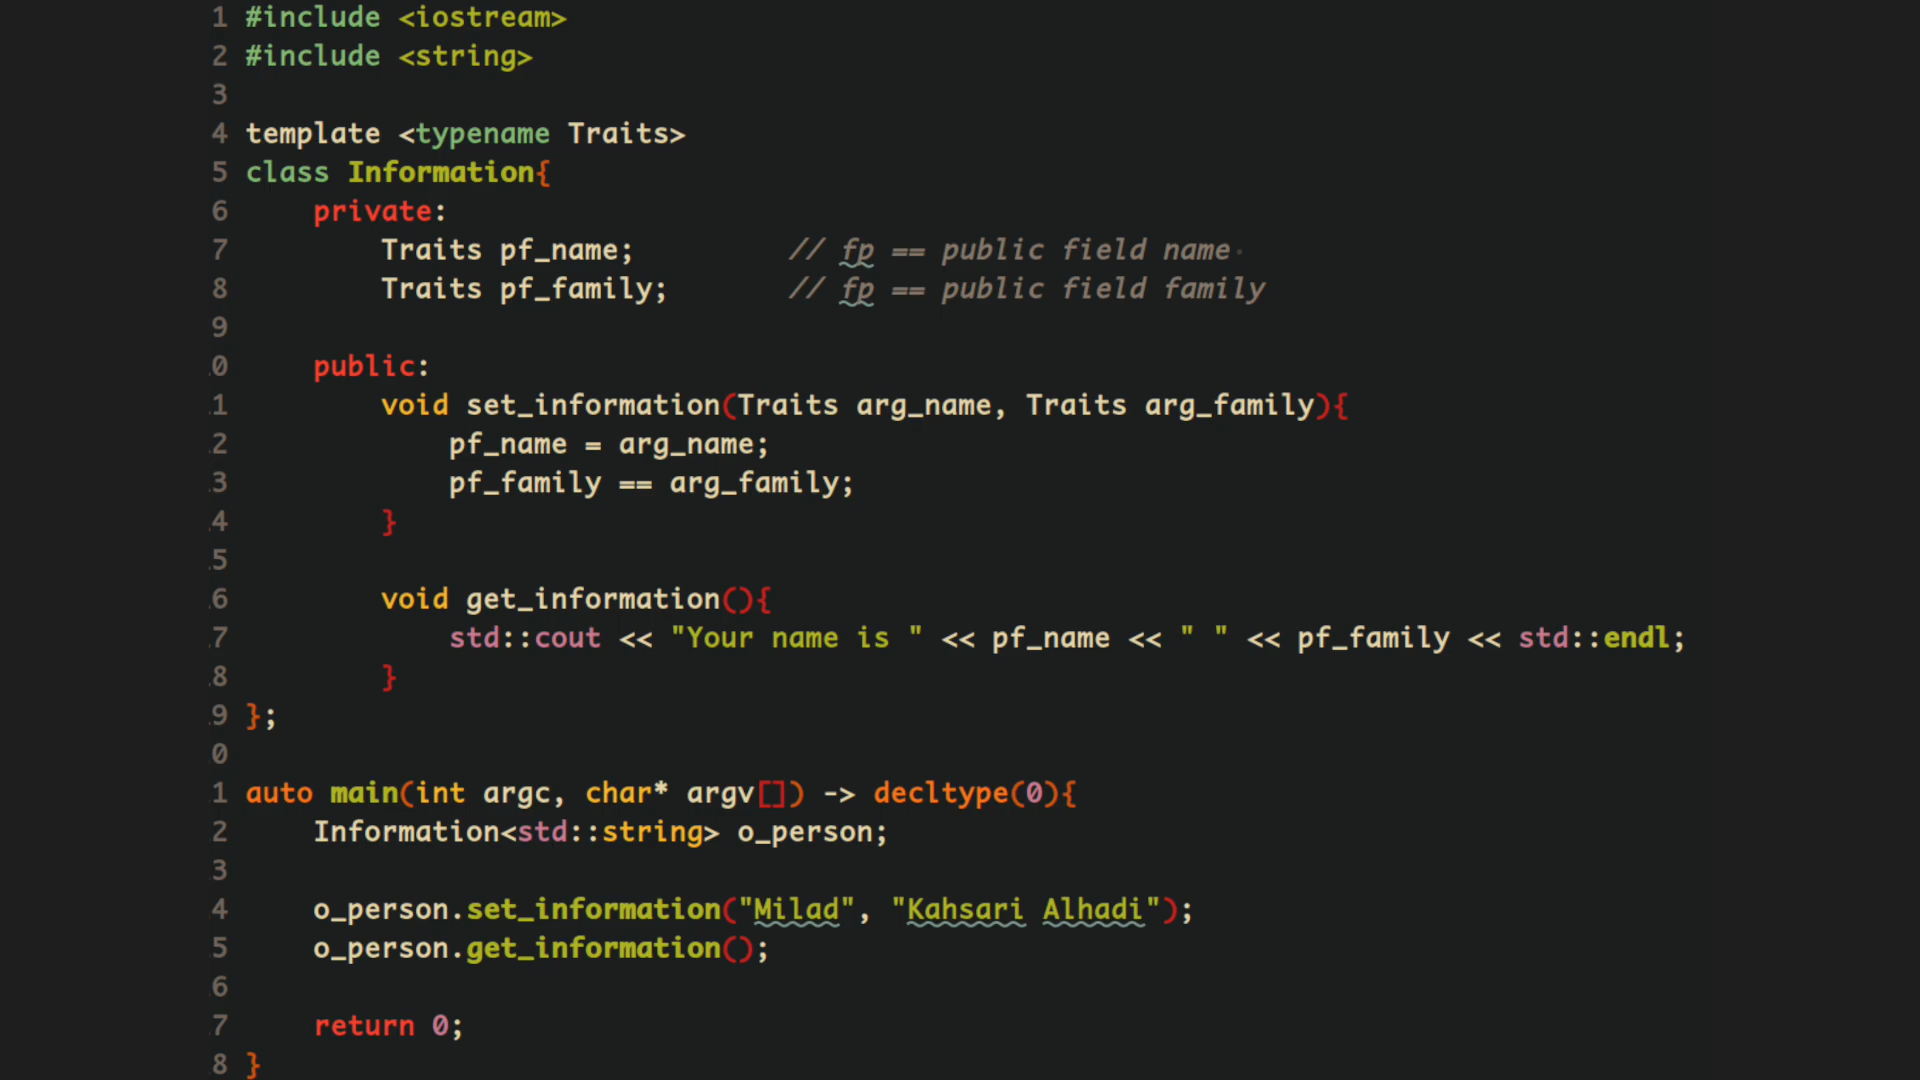 1 #include <iostream>
2 #include <string>
3
4 template <typename Traits>
5 class Information{
6     private:
7         Traits pf_name;         // fp == public field name
8         Traits pf_family;       // fp == public field family
9
0     public:
1         void set_information(Traits arg_name, Traits arg_family){
2             pf_name = arg_name;
3             pf_family == arg_family;
4         }
5
6         void get_information(){
7             std::cout << "Your name is " << pf_name << " " << pf_family << std::endl;
8         }
9 };
0
1 auto main(int argc, char* argv[]) -> decltype(0){
2     Information<std::string> o_person;
3
4     o_person.set_information("Milad", "Kahsari Alhadi");
5     o_person.get_information();
6
7     return 0;
8 }